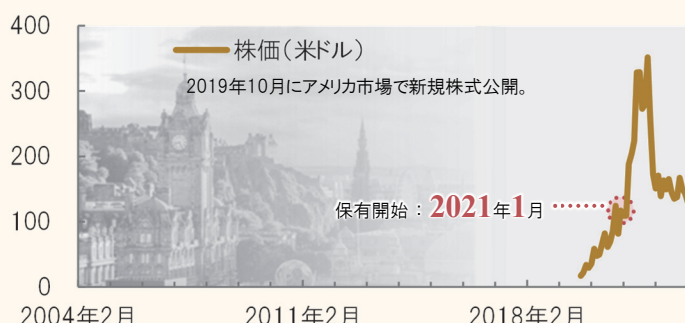 400
株価（米ドル）
2019年10月にアメリカ市場で新規株式公開。
300
200
保有開始：2021年1月
100
0
2004年2月 2011年2月 2018年2月